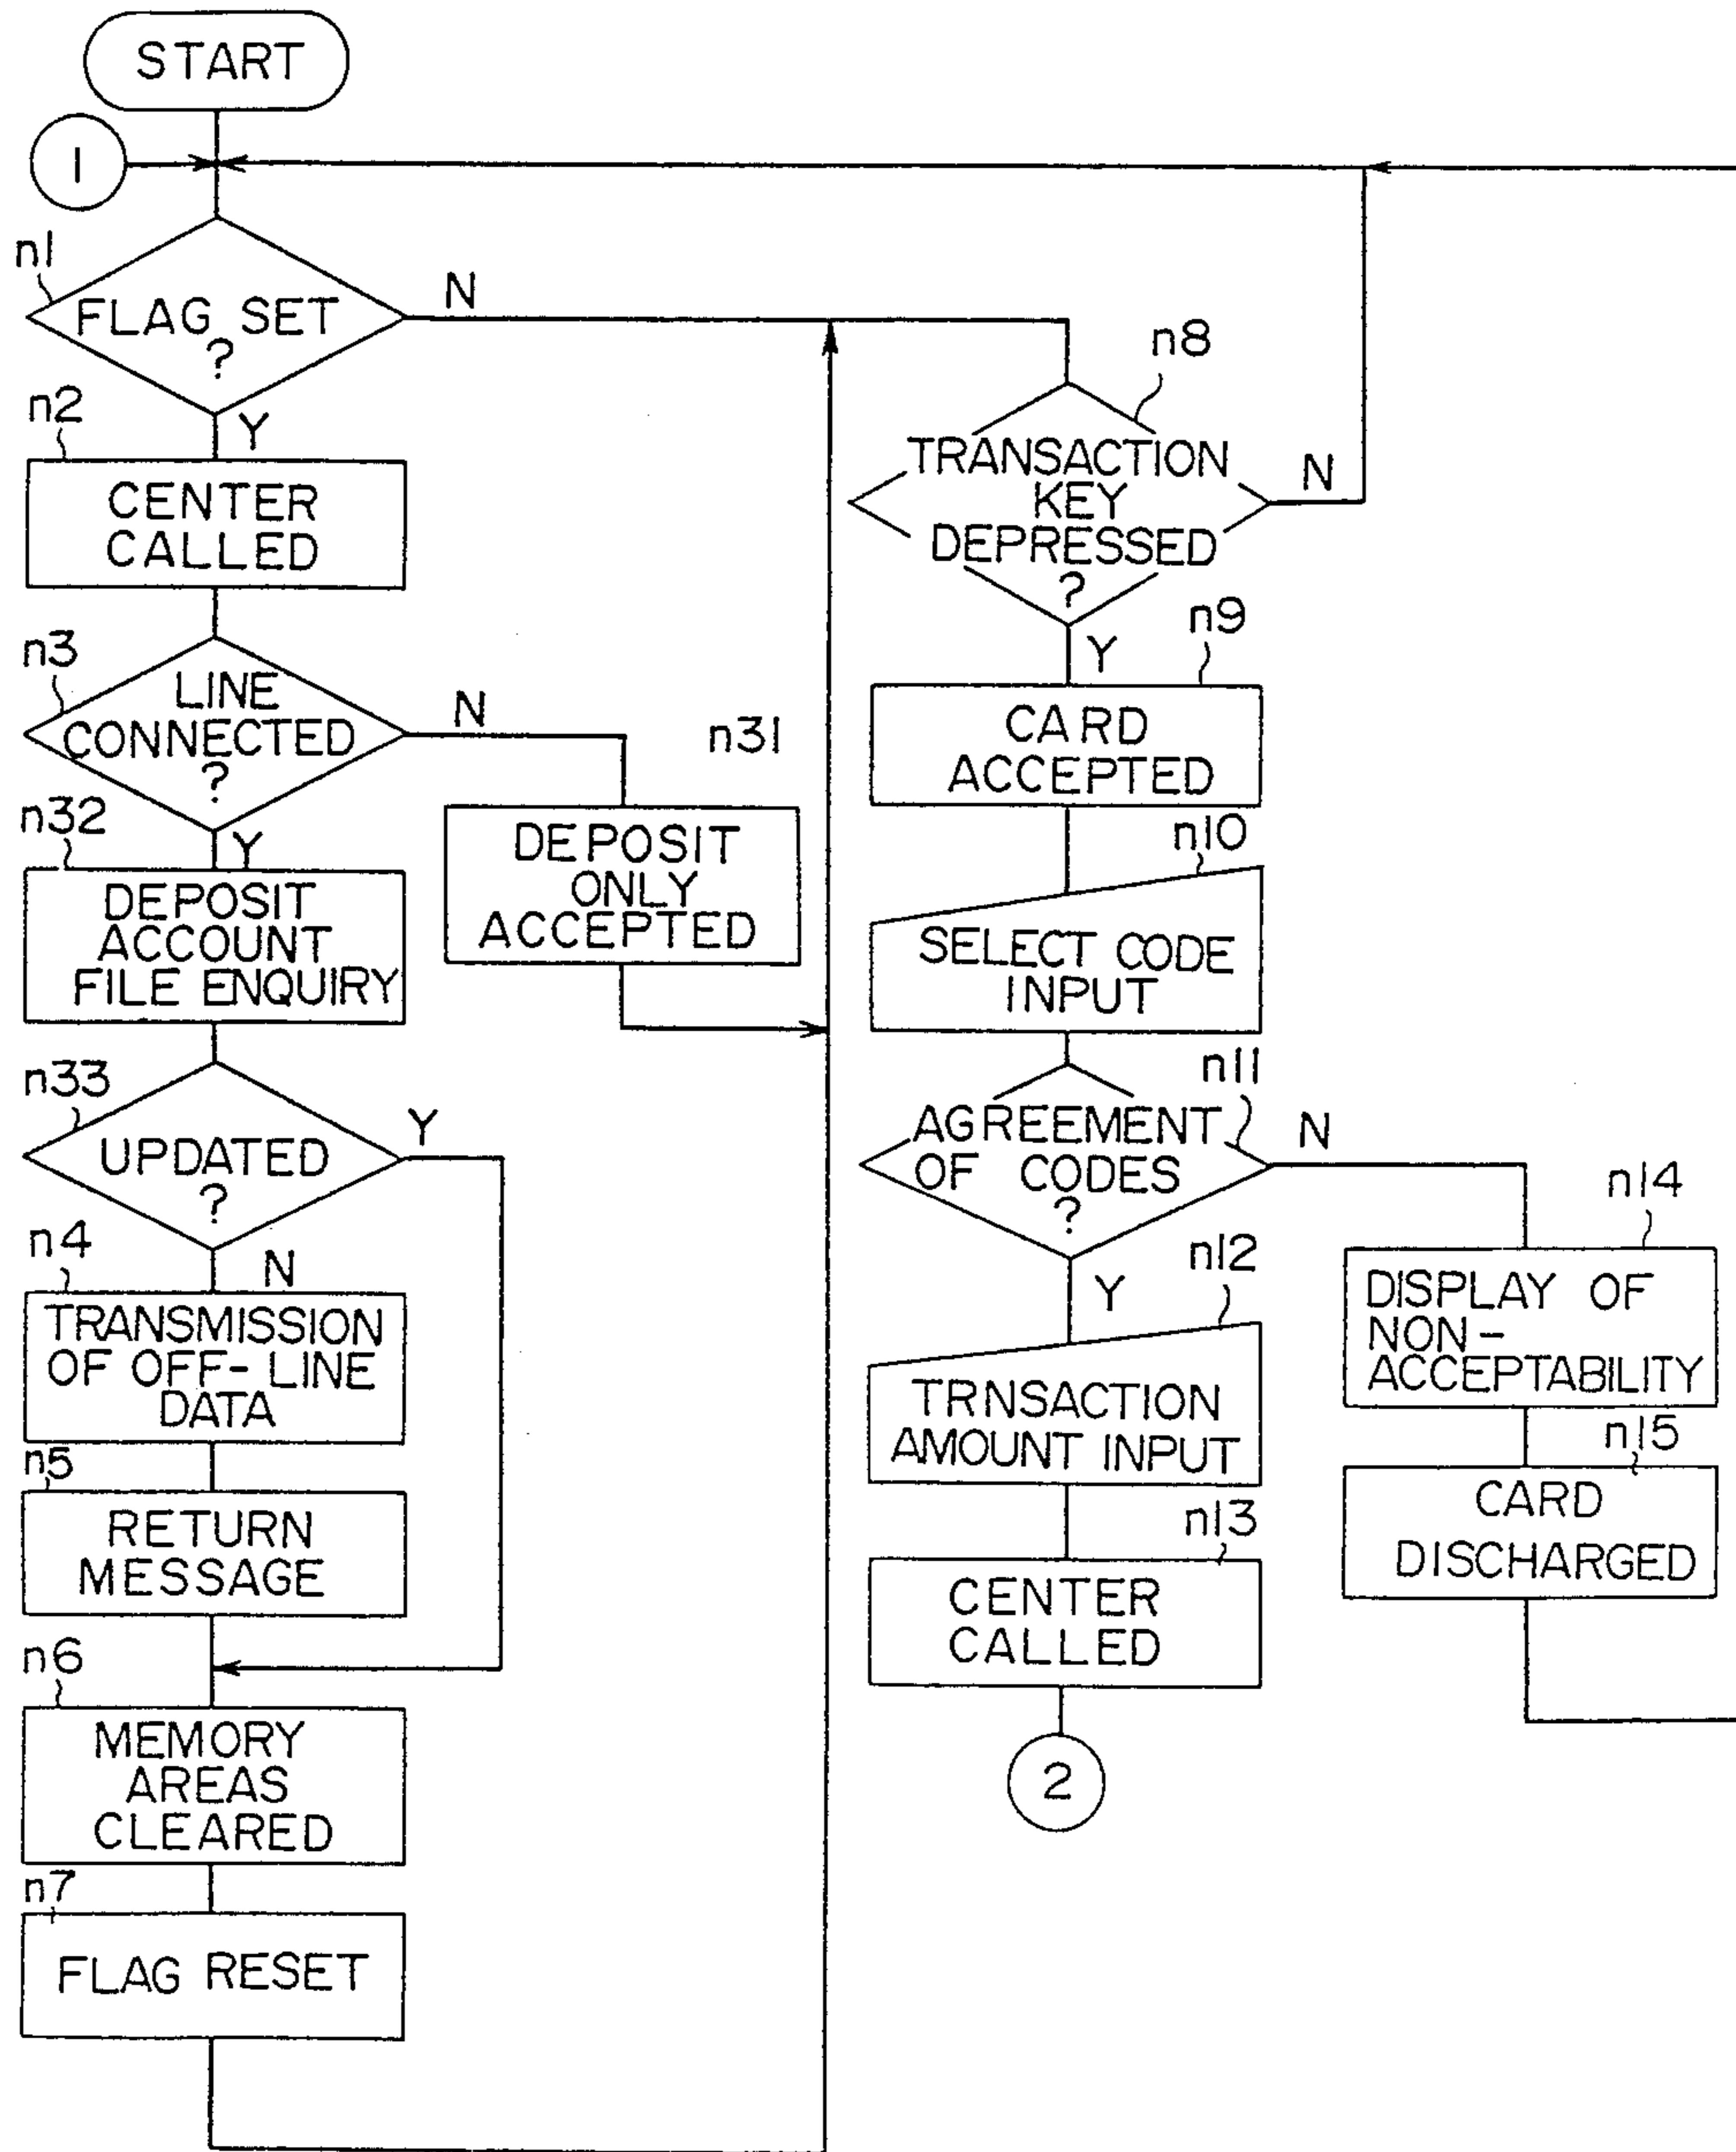 START
1
n1
FLAG SET
?
N
Y
n2
CENTER
CALLED
n3
LINE
CONNECTED
?
N
Y
n31
DEPOSIT
ONLY
ACCEPTED
n32
DEPOSIT
ACCOUNT
FILE ENQUIRY
n33
UPDATED
?
Y
N
n4
TRANSMISSION
OF OFF-LINE
DATA
n5
RETURN
MESSAGE
n6
MEMORY
AREAS
CLEARED
n7
FLAG RESET
n8
TRANSACTION
KEY
DEPRESSED
?
N
Y
n9
CARD
ACCEPTED
n10
SELECT CODE
INPUT
n11
AGREEMENT
OF CODES
?
N
Y
n12
TRNSACTION
AMOUNT INPUT
n13
CENTER
CALLED
2
n14
DISPLAY OF
NON-
ACCEPTABILITY
n15
CARD
DISCHARGED